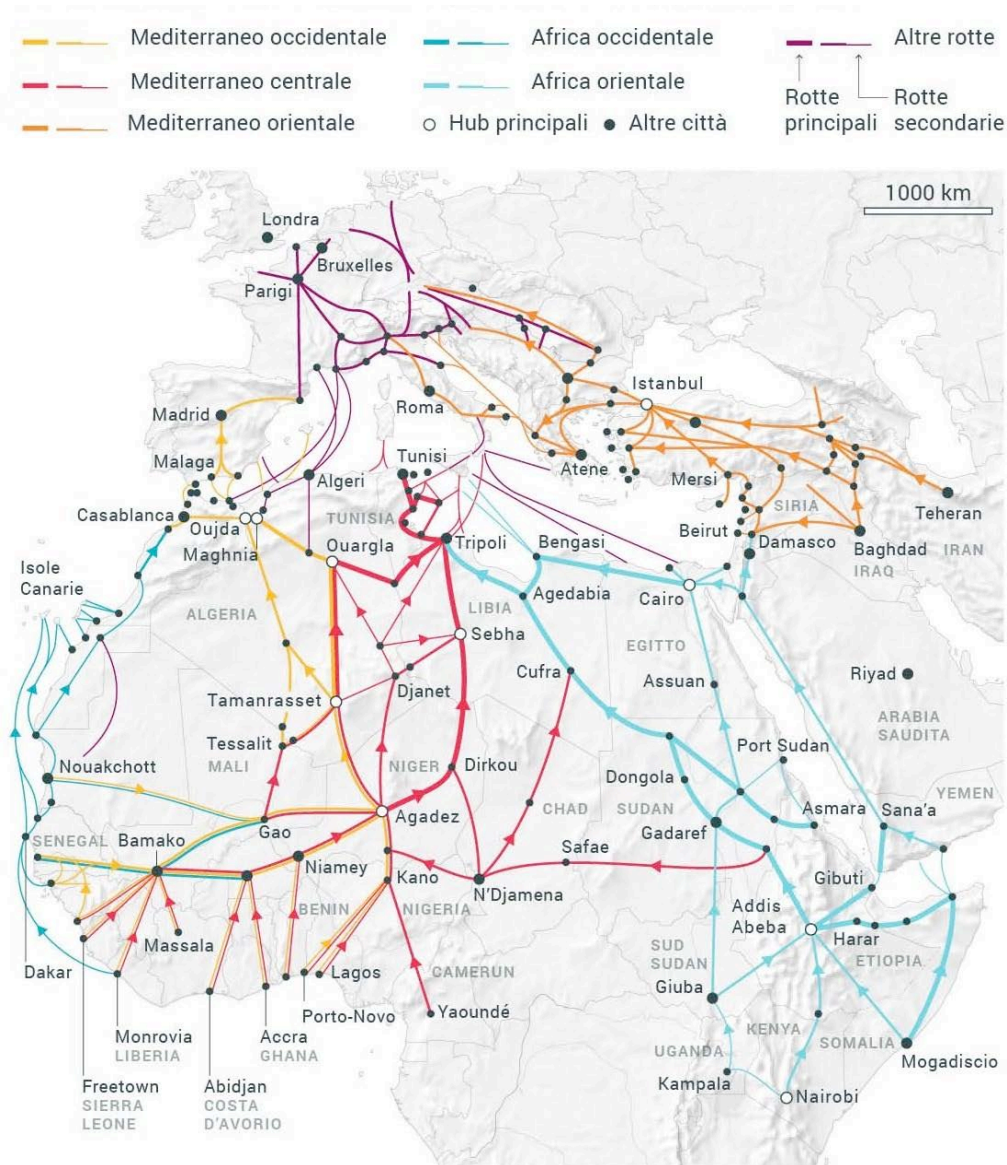 Mediterraneo occidentale
Africa occidentale
Altre rotte
Mediterraneo centrale
Africa orientale
Rotte
principali
Rotte
secondarie
Mediterraneo orientale
Hub principali
Altre città
1000 km
Londra
Bruxelles
Parigi
Istanbul
Madrid
Roma
Malaga
Tunisi
Atene
Mersi
Algeri
SIRIA
Teheran
Casablanca
Oujda
TUNISIA
Beirut
Maghnia
Ouargla
Tripoli
Bengasi
Damasco
Baghdad
IRAN
IRAQ
Isole
Canarie
Agedabia
Cairo
ALGERIA
LIBIA
Sebha
EGITTO
Cufra
Assuan
Riyad
Djanet
Tamanrasset
ARABIA
SAUDITA
Tessalit
MALI
Port Sudan
Nouakchott
NIGER
Dirkou
Dongola
YEMEN
CHAD
SUDAN
Asmara
Sana'a
Agadez
Gao
Gadaref
SENEGAL
Bamako
Niamey
Safae
Kano
Gibuti
N'Djamena
BENIN
NIGERIA
Addis
Abeba
Massala
Harar
SUD
SUDAN
ETIOPIA
Dakar
Lagos
CAMERUN
Giuba
Porto-Novo
Yaoundé
KENYA
Monrovia
LIBERIA
Accra
GHANA
SOMALIA
UGANDA
Mogadiscio
Freetown
SIERRA
LEONE
Abidjan
COSTA
D'AVORIO
Kampala
Nairobi